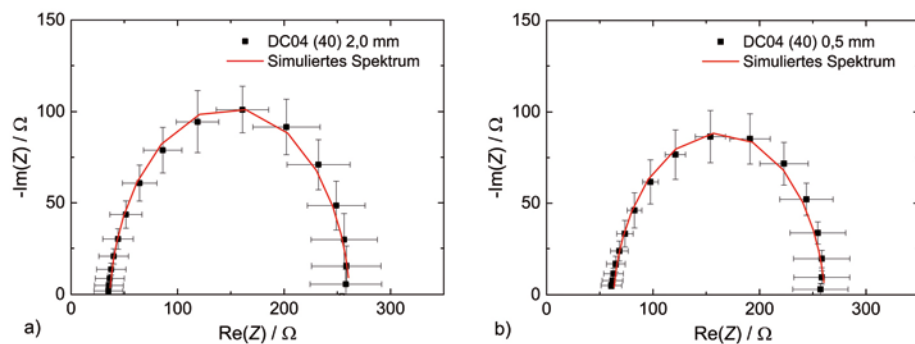 150
100
50
0
-Im(Z) / Ω
DC04 (40) 2,0 mm
Simuliertes Spektrum
0 100 200 300
a) Re(Z) / Ω
150
100
50
0
-Im(Z) / Ω
DC04 (40) 0,5 mm
Simuliertes Spektrum
0 100 200 300
b) Re(Z) / Ω